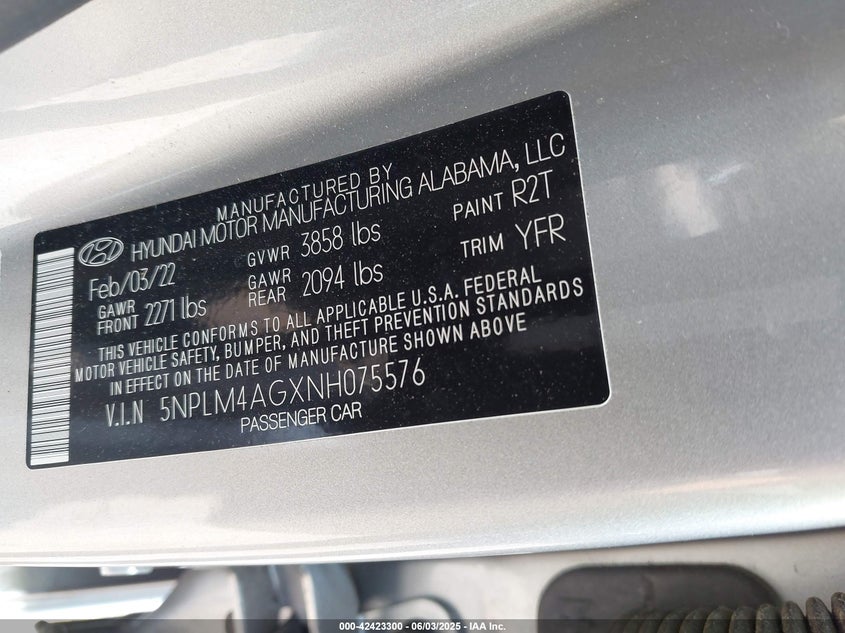 MANUFACTURED BY
HYUNDAI MOTOR MANUFACTURING ALABAMA, LLC
Feb/03/22 GVWR 3858 lbs PAINT R2T
GAWR FRONT 2271 lbs GAWR REAR 2094 lbs TRIM YFR
THIS VEHICLE CONFORMS TO ALL APPLICABLE U.S.A. FEDERAL
MOTOR VEHICLE SAFETY, BUMPER, AND THEFT PREVENTION STANDARDS
IN EFFECT ON THE DATE OF MANUFACTURE SHOWN ABOVE
V.I.N 5NPLM4AGXNH075576
PASSENGER CAR
000-42423300 - 06/03/2025 - IAA Inc.